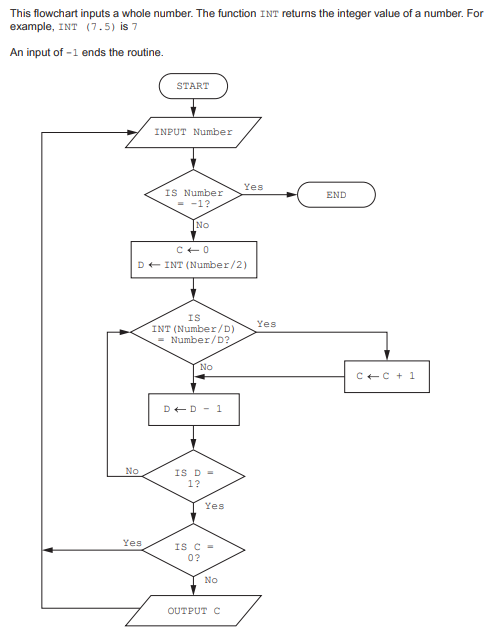 This flowchart inputs a whole number. The function INT returns the integer value of a number. For
example, INT (7.5) is 7
An input of -1 ends the routine.
START
INPUT Number
IS Number
= -1?
Yes
END
No
C ← 0
D ← INT(Number/2)
IS
INT(Number/D)
= Number/D?
Yes
No
C ← C + 1
D ← D - 1
No
IS D =
1?
Yes
Yes
IS C =
0?
No
OUTPUT C